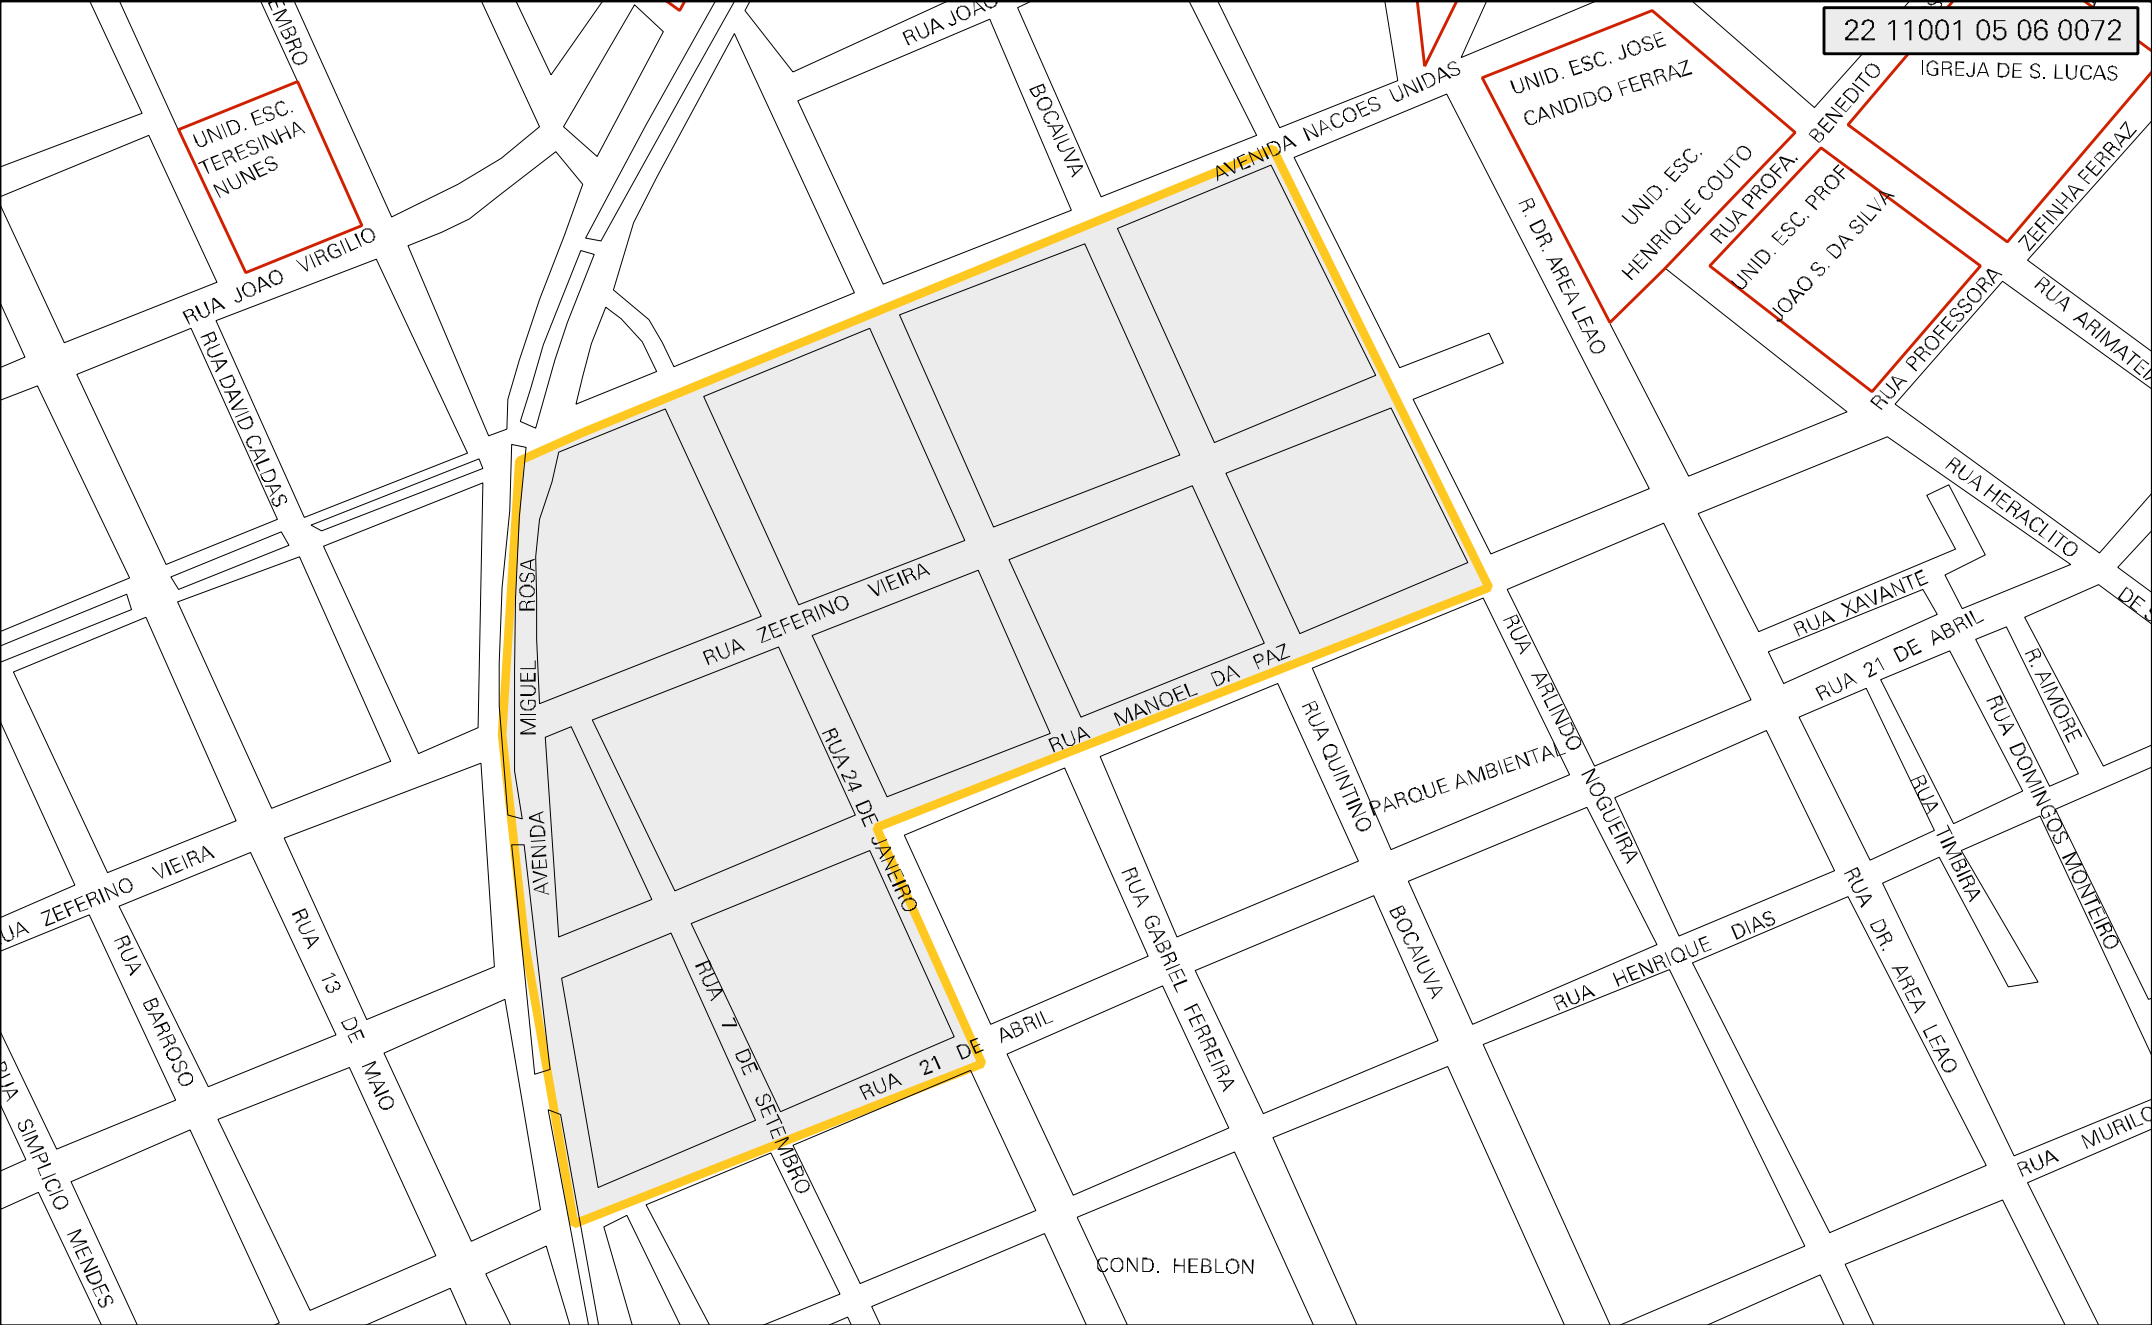 22 11001 05 06 0072
IGREJA DE S. LUCAS
RUA JOAO
BOCAIUVA
AVENIDA NACOES UNIDAS
UNID. ESC. JOSE
CANDIDO FERRAZ
UNID. ESC.
HENRIQUE COUTO
RUA PROFA.
BENEDITO
UNID. ESC. PROF
JOAO S. DA SILVA
ZEFINHA FERRAZ
RUA PROFESSORA
RUA ARIMATEIA
R. DR. AREA LEAO
UNID. ESC.
TERESINHA
NUNES
RUA JOAO VIRGILIO
RUA DAVID CALDAS
RUA HERACLITO
RUA XAVANTE
RUA 21 DE ABRIL
R. AIMORE
RUA DOMINGOS MONTEIRO
RUA TIMBIRA
RUA DR. AREA LEAO
RUA ARLINDO NOGUEIRA
PARQUE AMBIENTAL
RUA QUINTINO
BOCAIUVA
RUA HENRIQUE DIAS
AVENIDA MIGUEL ROSA
RUA ZEFERINO VIEIRA
RUA MANOEL DA PAZ
RUA 24 DE JANEIRO
RUA GABRIEL FERREIRA
RUA 7 DE SETEMBRO
RUA 21 DE ABRIL
UA ZEFERINO VIEIRA
RUA BARROSO
RUA 13 DE MAIO
RUA SIMPLICIO MENDES
COND. HEBLON
RUA MURILO